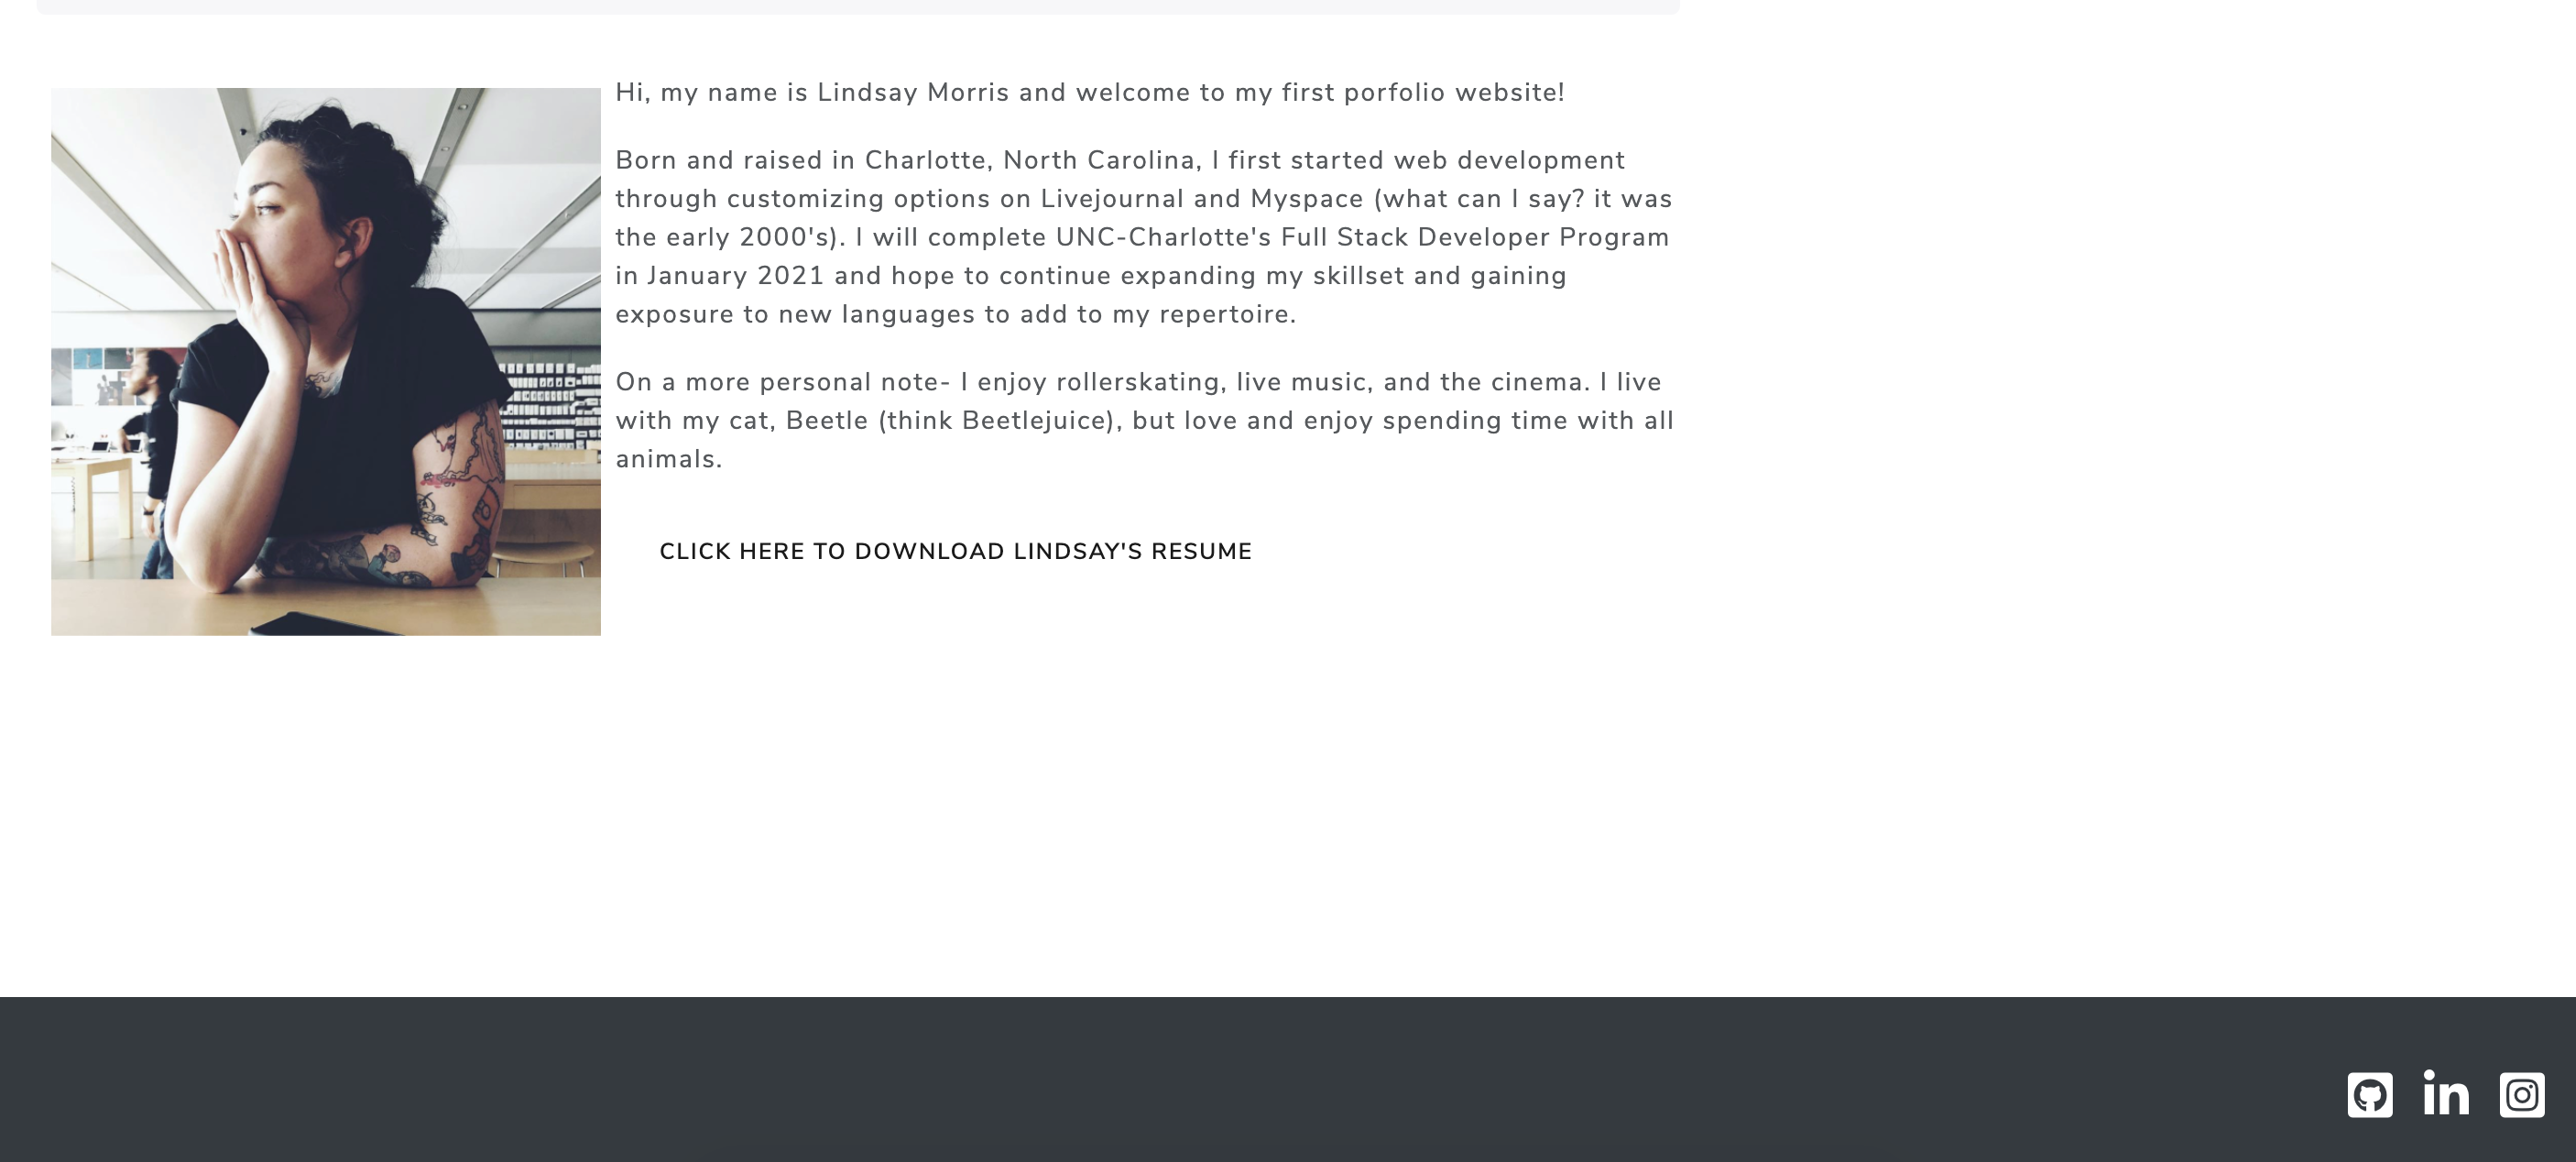 Hi, my name is Lindsay Morris and welcome to my first porfolio website!
Born and raised in Charlotte, North Carolina, I first started web development
through customizing options on Livejournal and Myspace (what can I say? it was
the early 2000's). I will complete UNC-Charlotte's Full Stack Developer Program
in January 2021 and hope to continue expanding my skillset and gaining
exposure to new languages to add to my repertoire.
On a more personal note- I enjoy rollerskating, live music, and the cinema. I live
with my cat, Beetle (think Beetlejuice), but love and enjoy spending time with all
animals.
CLICK HERE TO DOWNLOAD LINDSAY'S RESUME
in